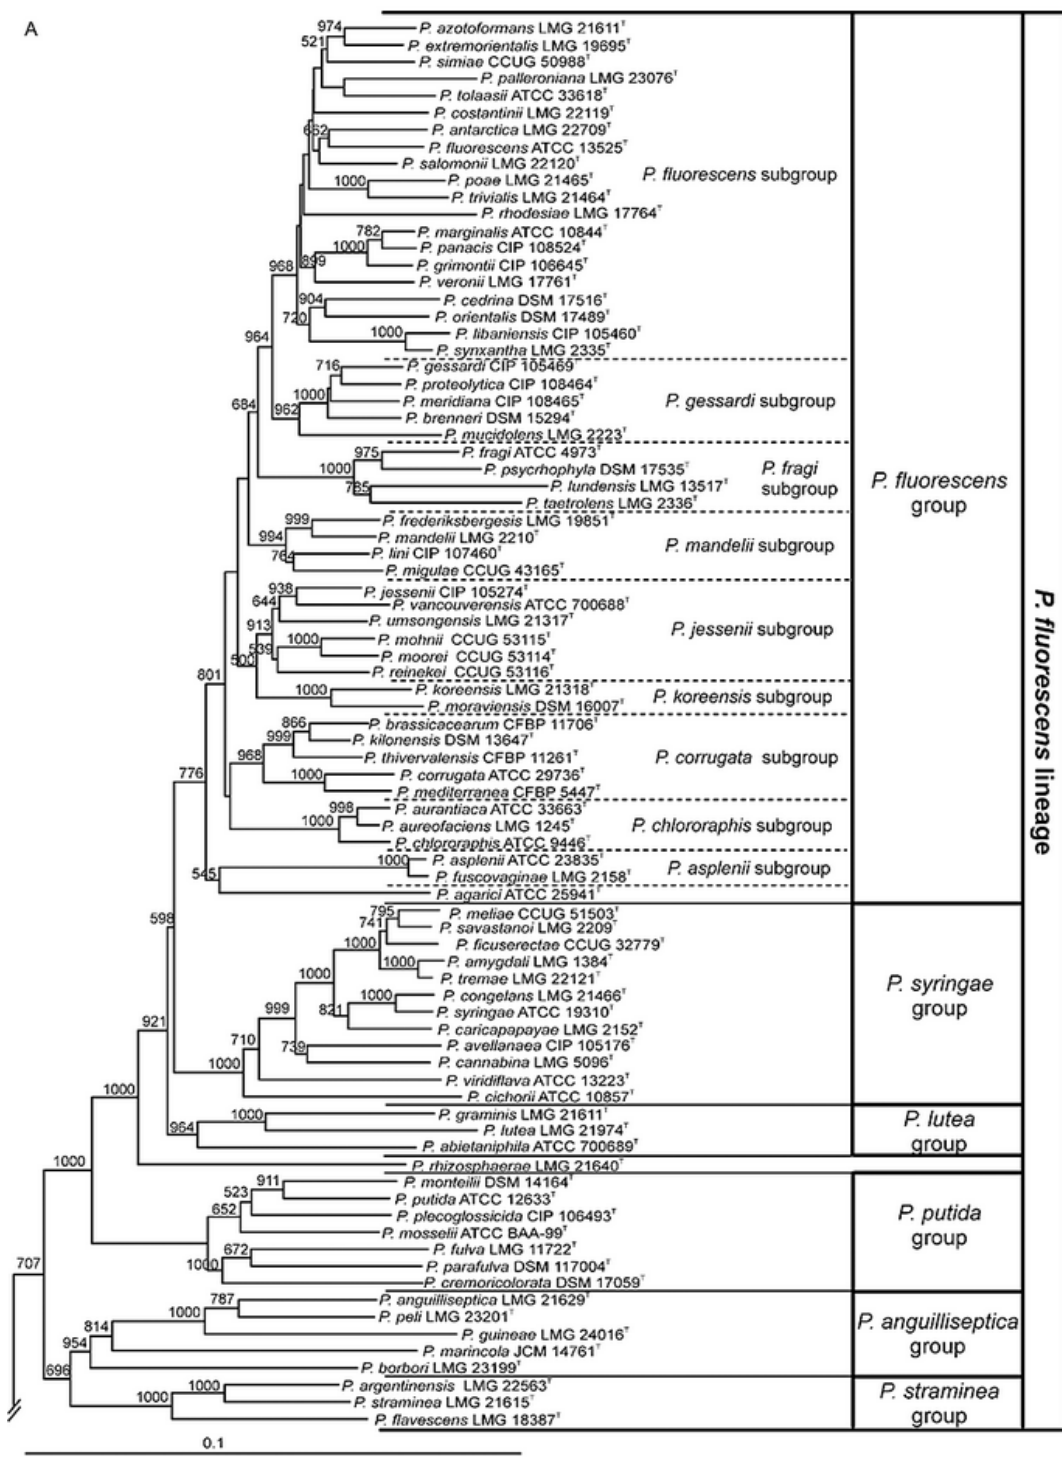 A
P. azotoformans LMG 21611T
P. extremorientalis LMG 19695T
P. simiae CCUG 50988T
P. palleroniana LMG 23076T
P. tolaasii ATCC 33618T
P. costantinii LMG 22119T
P. antarctica LMG 22709T
P. fluorescens ATCC 13525T
P. salomonii LMG 22120T
P. poae LMG 21465T
P. trivialis LMG 21464T
P. rhodesiae LMG 17764T
P. marginalis ATCC 10844T
P. panacis CIP 108524T
P. grimontii CIP 106645T
P. veronii LMG 17761T
P. cedrina DSM 17516T
P. orientalis DSM 17489T
P. libaniensis CIP 105460T
P. synxantha LMG 2335T
P. fluorescens subgroup
P. gessardi CIP 105469T
P. proteolytica CIP 108464T
P. meridiana CIP 108465T
P. brenneri DSM 15294T
P. mucidolens LMG 2223T
P. gessardi subgroup
P. fragi ATCC 4973T
P. psycrhophyla DSM 17535T
P. lundensis LMG 13517T
P. taetrolens LMG 2336T
P. fragi
subgroup
P. frederiksbergesis LMG 19851T
P. mandelii LMG 2210T
P. lini CIP 107460T
P. migulae CCUG 43165T
P. mandelii subgroup
P. jessenii CIP 105274T
P. vancouverensis ATCC 700688T
P. umsongensis LMG 21317T
P. mohnii CCUG 53115T
P. moorei CCUG 53114T
P. reinekei CCUG 53116T
P. jessenii subgroup
P. koreensis LMG 21318T
P. moraviensis DSM 16007T
P. koreensis subgroup
P. brassicacearum CFBP 11706T
P. kilonensis DSM 13647T
P. thivervalensis CFBP 11261T
P. corrugata ATCC 29736T
P. mediterranea CFBP 5447T
P. corrugata subgroup
P. aurantiaca ATCC 33663T
P. aureofaciens LMG 1245T
P. chlororaphis ATCC 9446T
P. chlororaphis subgroup
P. asplenii ATCC 23835T
P. fuscovaginae LMG 2158T
P. asplenii subgroup
P. agarici ATCC 25941T
P. fluorescens
group
P. meliae CCUG 51503T
P. savastanoi LMG 2209T
P. ficuserectae CCUG 32779T
P. amygdali LMG 1384T
P. tremae LMG 22121T
P. congelans LMG 21466T
P. syringae ATCC 19310T
P. caricapapayae LMG 2152T
P. avellanaea CIP 105176T
P. cannabina LMG 5096T
P. viridiflava ATCC 13223T
P. cichorii ATCC 10857T
P. syringae
group
P. graminis LMG 21611T
P. lutea LMG 21974T
P. abietaniphila ATCC 700689T
P. lutea
group
P. rhizosphaerae LMG 21640T
P. monteilii DSM 14164T
P. putida ATCC 12633T
P. plecoglossicida CIP 106493T
P. mosselii ATCC BAA-99T
P. fulva LMG 11722T
P. parafulva DSM 117004T
P. cremoricolorata DSM 17059T
P. putida
group
P. anguilliseptica LMG 21629T
P. peli LMG 23201T
P. guineae LMG 24016T
P. marincola JCM 14761T
P. borbori LMG 23199T
P. anguilliseptica
group
P. argentinensis LMG 22563T
P. straminea LMG 21615T
P. flavescens LMG 18387T
P. straminea
group
P. fluorescens lineage
974
521
662
1000
782
1000
899
968
904
720
1000
964
716
1000
962
684
975
1000
785
999
994
764
938
644
913
1000
539
500
1000
801
866
999
968
1000
998
1000
776
1000
545
598
795
741
1000
1000
1000
1000
821
999
739
710
1000
921
1000
964
1000
1000
911
523
652
672
1000
707
787
1000
814
954
696
1000
1000
0.1